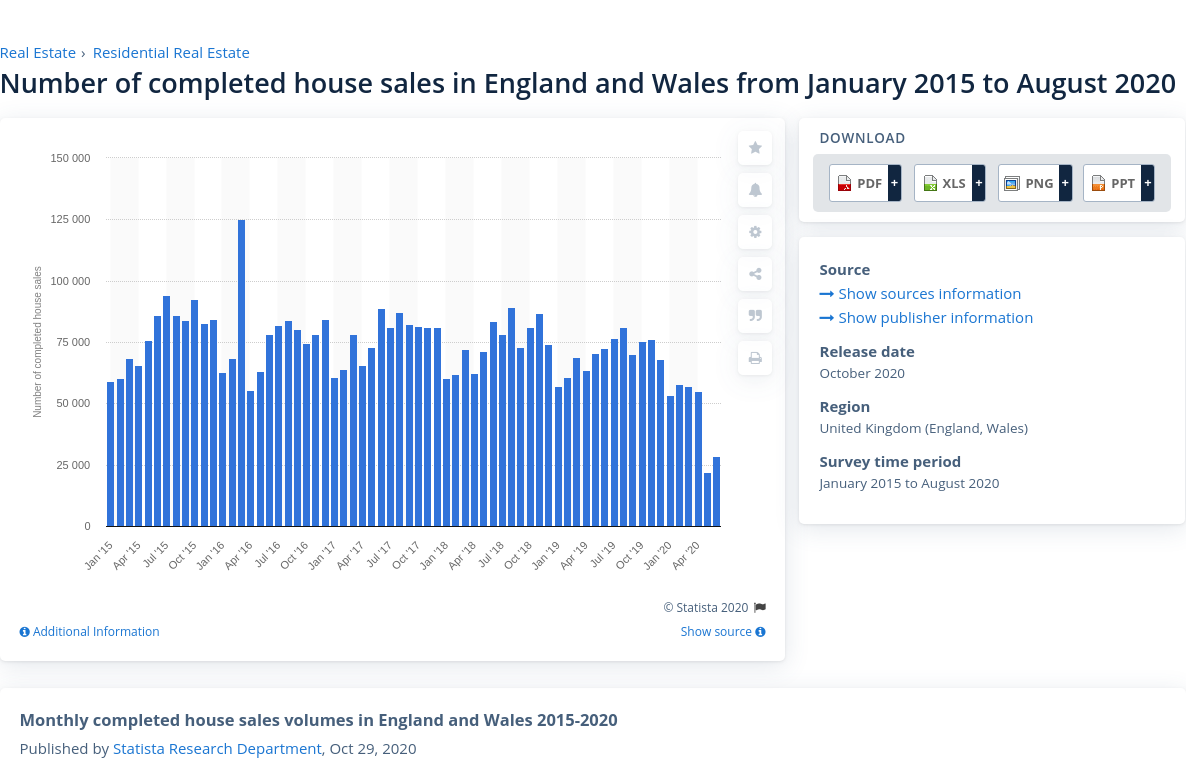 Real Estate › Residential Real Estate
Number of completed house sales in England and Wales from January 2015 to August 2020
150 000
125 000
100 000
75 000
50 000
25 000
0
Number of completed house sales
Jan '15
Apr '15
Jul '15
Oct '15
Jan '16
Apr '16
Jul '16
Oct '16
Jan '17
Apr '17
Jul '17
Oct '17
Jan '18
Apr '18
Jul '18
Oct '18
Jan '19
Apr '19
Jul '19
Oct '19
Jan '20
Apr '20
© Statista 2020
Additional Information
Show source
DOWNLOAD
PDF + XLS + PNG + PPT +
Source
Show sources information
Show publisher information
Release date
October 2020
Region
United Kingdom (England, Wales)
Survey time period
January 2015 to August 2020
Monthly completed house sales volumes in England and Wales 2015-2020
Published by Statista Research Department, Oct 29, 2020